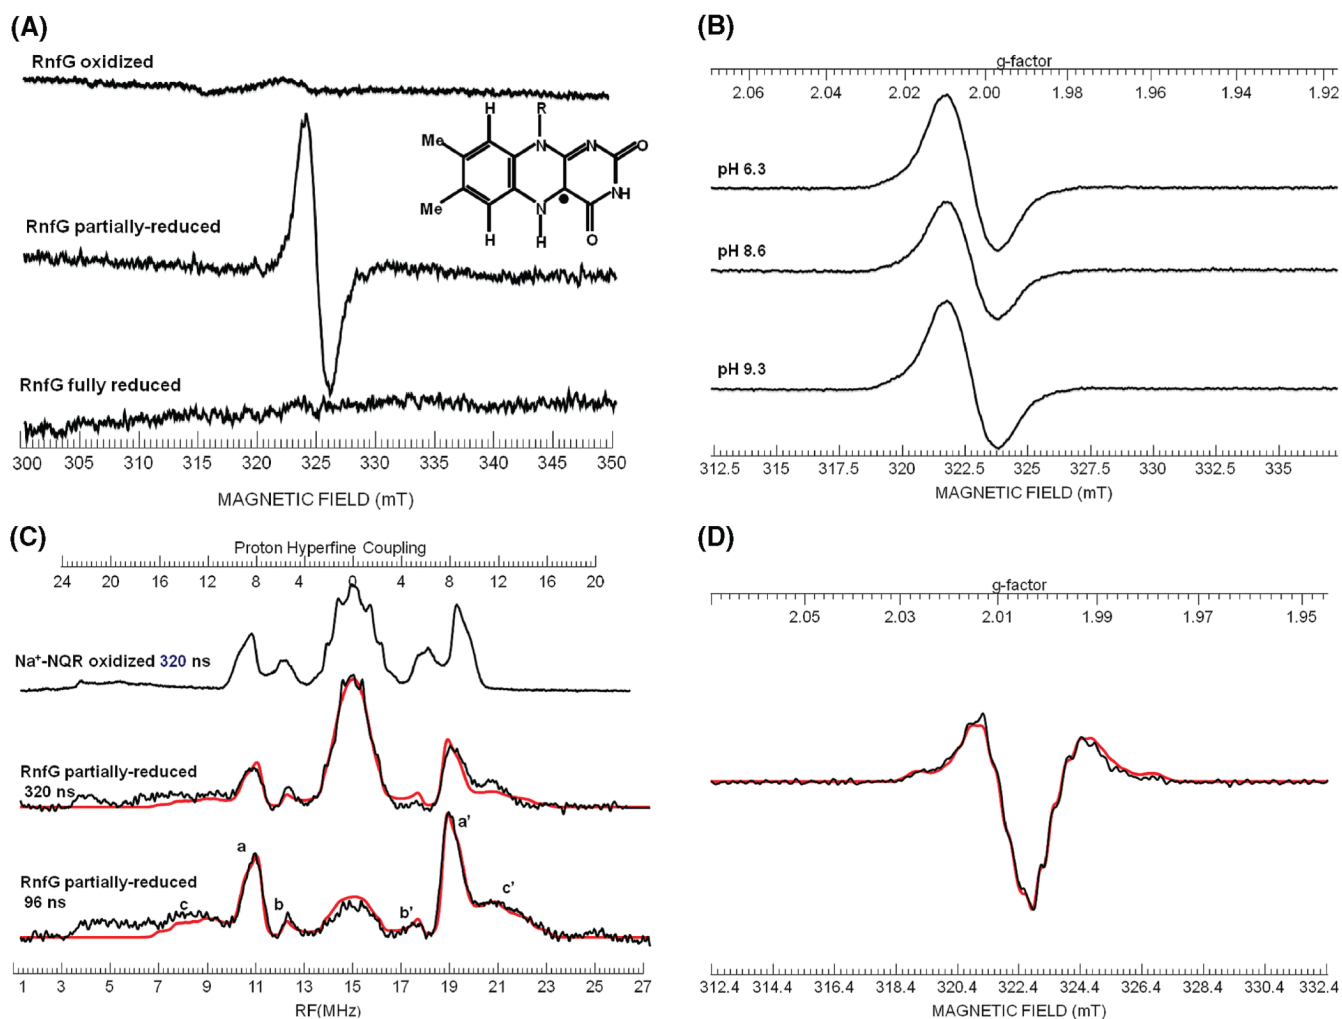 (A)
RnfG oxidized
H
R
Me
N
N
O
Me
N
NH
H
H
O
RnfG partially-reduced
RnfG fully reduced
300 305 310 315 320 325 330 335 340 345 350
MAGNETIC FIELD (mT)
(B)
g-factor
2.06 2.04 2.02 2.00 1.98 1.96 1.94 1.92
pH 6.3
pH 8.6
pH 9.3
312.5 315 317.5 320 322.5 325 327.5 330 332.5 335
MAGNETIC FIELD (mT)
(C)
Proton Hyperfine Coupling
24 20 16 12 8 4 0 4 8 12 16 20
Na⁺-NQR oxidized 320 ns
RnfG partially-reduced
320 ns
a a'
RnfG partially-reduced
96 ns
c b b' c'
1 3 5 7 9 11 13 15 17 19 21 23 25 27
RF(MHz)
(D)
g-factor
2.05 2.03 2.01 1.99 1.97 1.95
312.4 314.4 316.4 318.4 320.4 322.4 324.4 326.4 328.4 330.4 332.4
MAGNETIC FIELD (mT)